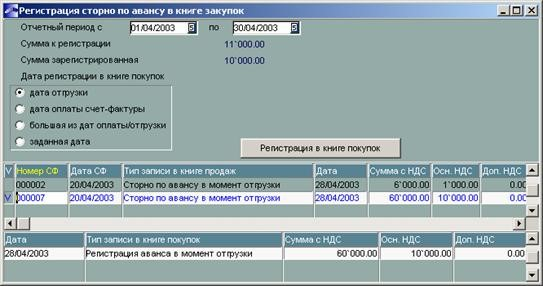 Регистрация сторно по авансу в книге закупок
Отчетный период с 01/04/2003 по 30/04/2003
Сумма к регистрации 11`000.00
Сумма зарегистрированная 10`000.00
Дата регистрации в книге покупок
дата отгрузки
дата оплаты счет-фактуры
большая из дат оплаты/отгрузки
заданная дата
Регистрация в книге покупок
V Номер СФ Дата СФ Тип записи в книге продаж Дата Сумма с НДС Осн. НДС Доп. НДС
000002 20/04/2003 Сторно по авансу в момент отгрузки 28/04/2003 6`000.00 1`000.00 0.00
V 000007 20/04/2003 Сторно по авансу в момент отгрузки 28/04/2003 60`000.00 10`000.00 0.00
Дата Тип записи в книге покупок Сумма с НДС Осн. НДС Доп. НДС
28/04/2003 Регистрация аванса в момент отгрузки 60`000.00 10`000.00 0.00